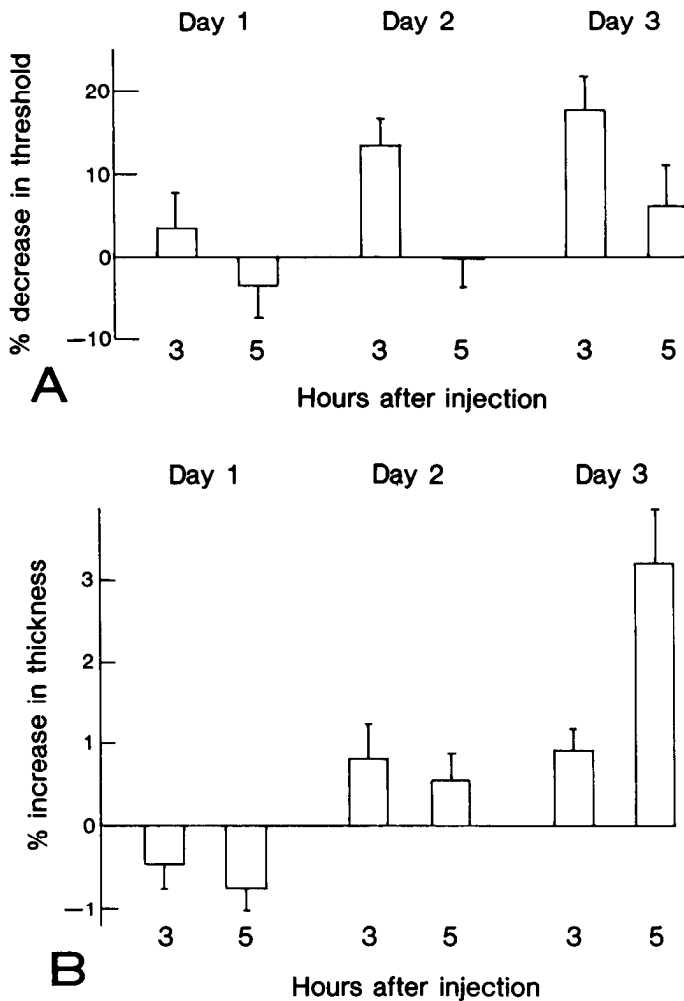 Day 1 Day 2 Day 3
% decrease in threshold
20
10
0
−10
3 5 3 5 3 5
A
Hours after injection
Day 1 Day 2 Day 3
% increase in thickness
3
2
1
0
−1
3 5 3 5 3 5
B
Hours after injection